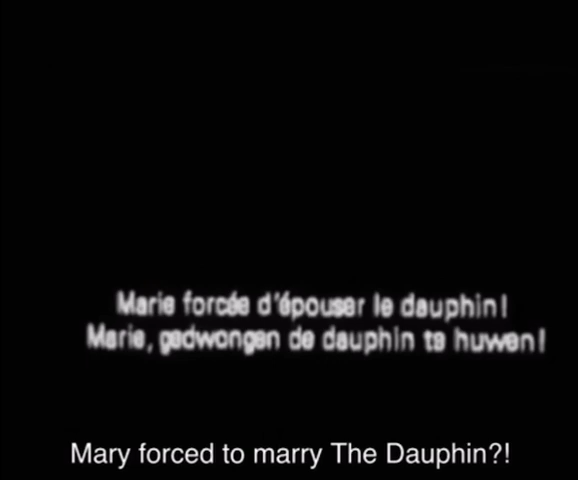 Marie forcée d'épouser le dauphin!
Marie, gedwongen de dauphin te huwen!
Mary forced to marry The Dauphin?!